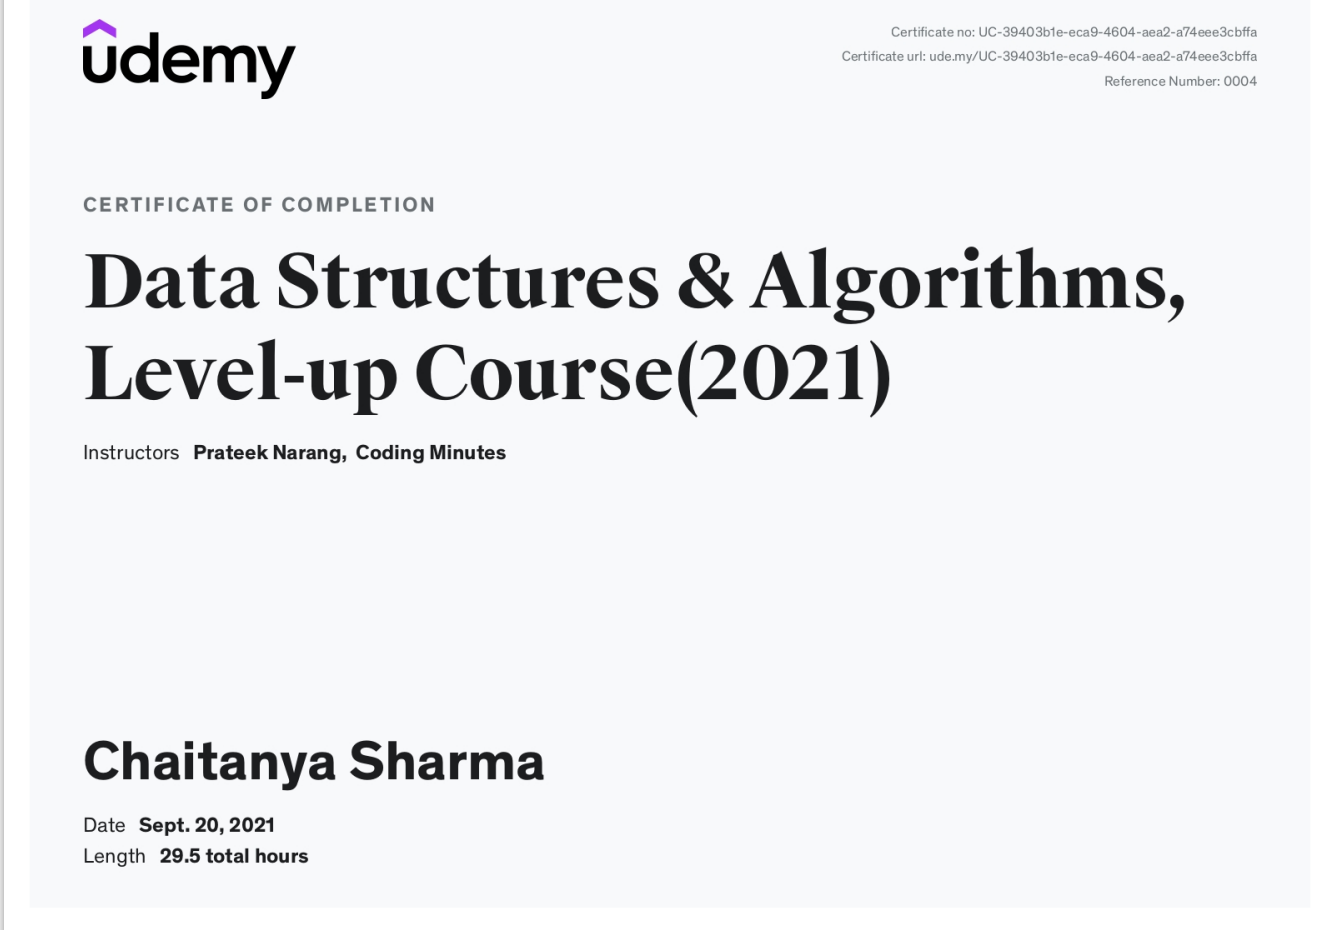 udemy
Certificate no: UC-39403b1e-eca9-4604-aea2-a74eee3cbffa
Certificate url: ude.my/UC-39403b1e-eca9-4604-aea2-a74eee3cbffa
Reference Number: 0004
CERTIFICATE OF COMPLETION
Data Structures & Algorithms,
Level-up Course(2021)
Instructors Prateek Narang, Coding Minutes
Chaitanya Sharma
Date Sept. 20, 2021
Length 29.5 total hours